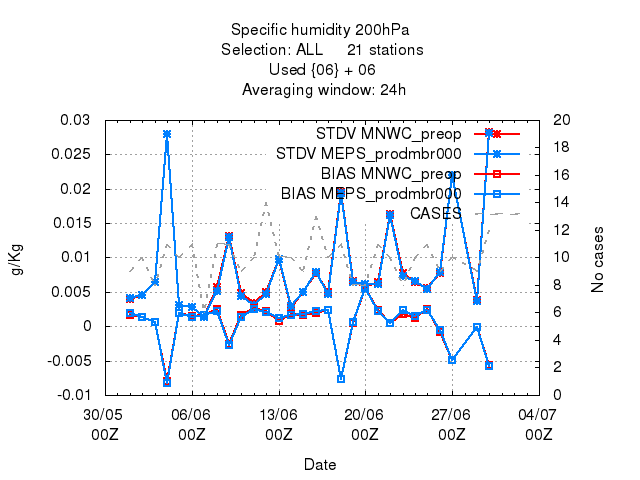 Specific humidity 200hPa
Selection: ALL 21 stations
Used {06} + 06
Averaging window: 24h
STDV MNWC_preop
STDV MEPS_prodmbr000
BIAS MNWC_preop
BIAS MEPS_prodmbr000
CASES
0.03
0.025
0.02
0.015
0.01
0.005
0
-0.005
-0.01
g/Kg
20
18
16
14
12
10
8
6
4
2
0
No cases
30/05 06/06 13/06 20/06 27/06 04/07
00Z 00Z 00Z 00Z 00Z 00Z
Date